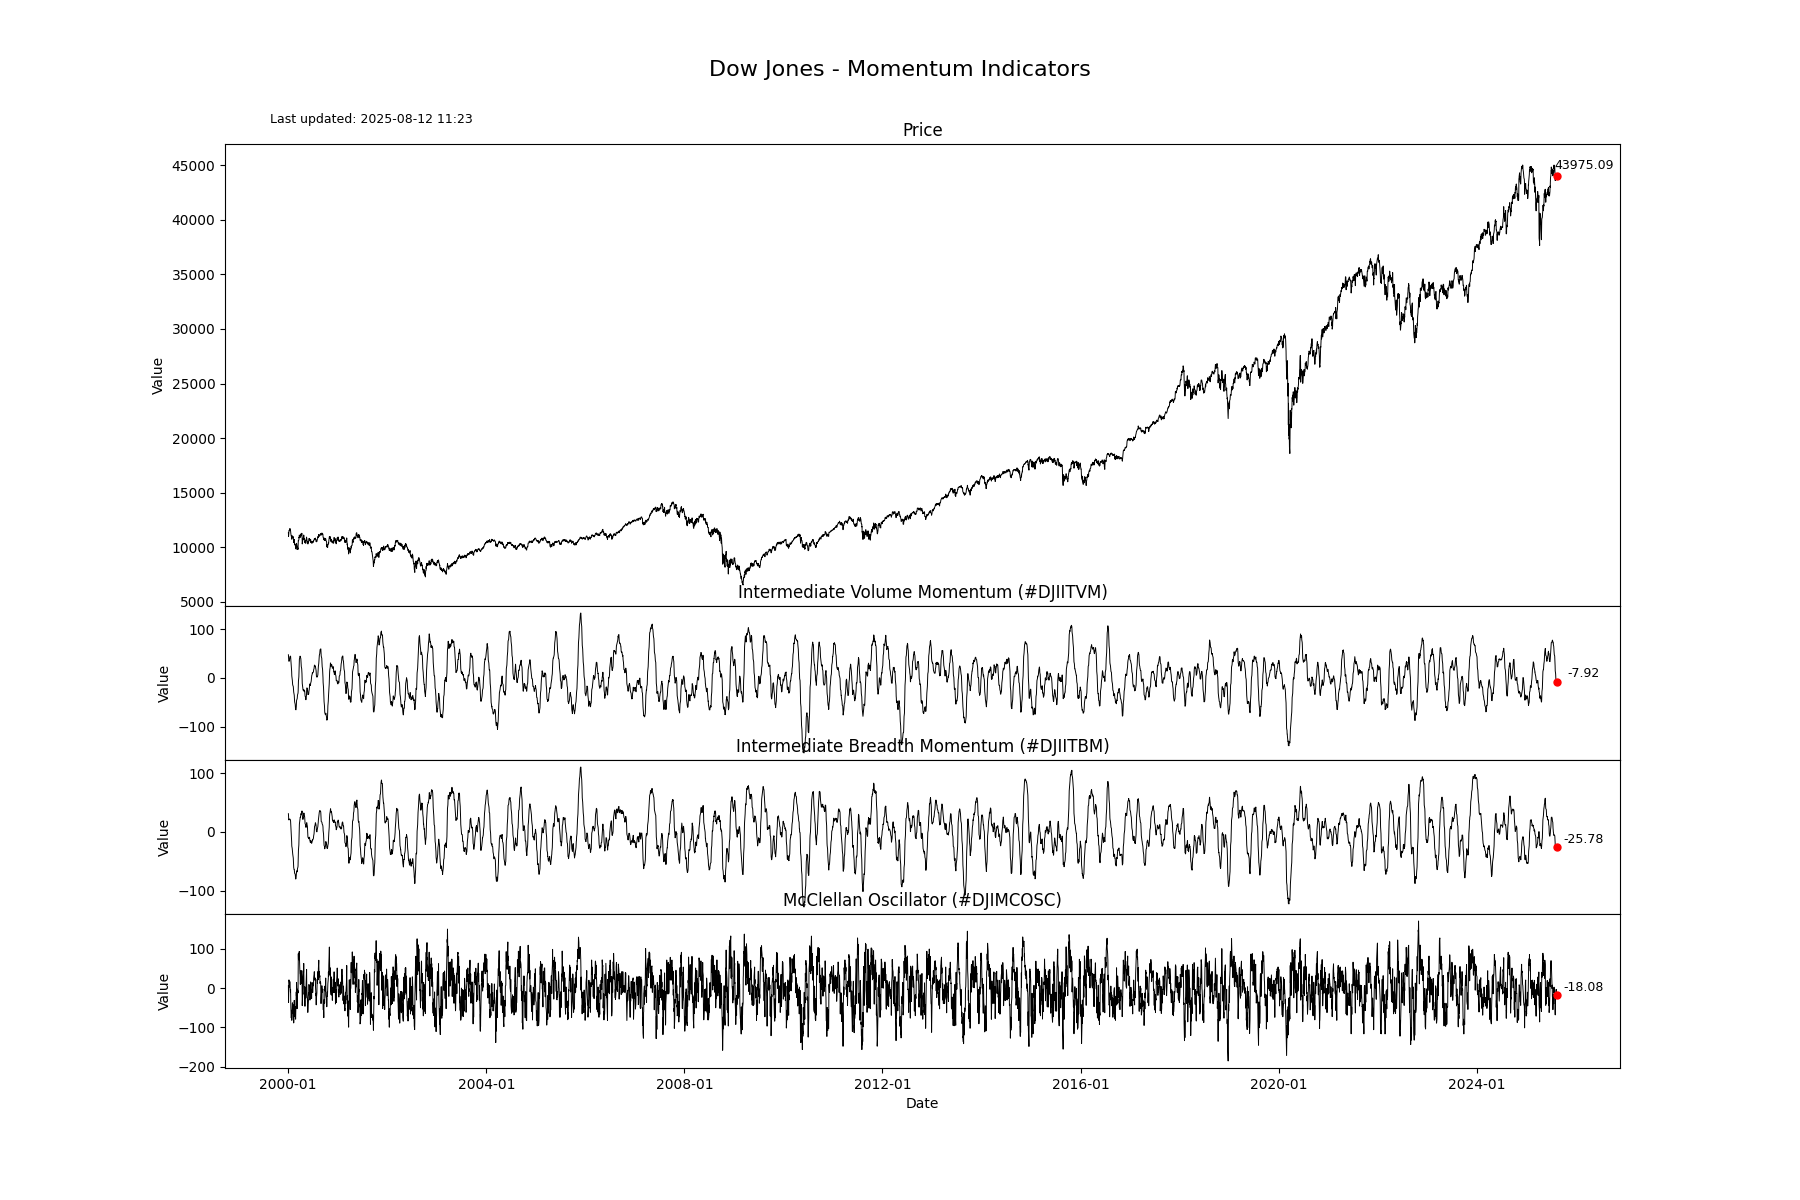 Dow Jones - Momentum Indicators
Last updated: 2025-08-12 11:23
Price
45000
40000
35000
30000
25000
20000
15000
10000
5000
Value
43975.09
Intermediate Volume Momentum (#DJIITVM)
100
0
−100
Value
-7.92
Intermediate Breadth Momentum (#DJIITBM)
100
0
−100
Value
-25.78
McClellan Oscillator (#DJIMCOSC)
100
0
−100
−200
Value
-18.08
2000-01 2004-01 2008-01 2012-01 2016-01 2020-01 2024-01
Date